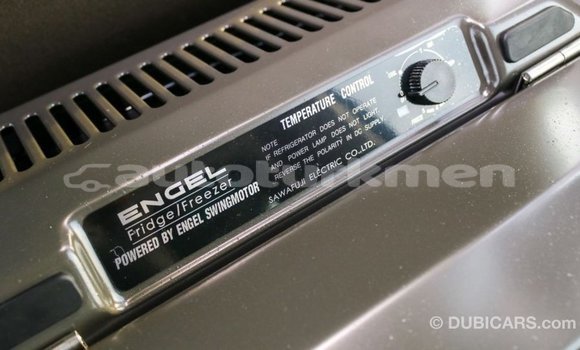 ENGEL
Fridge/Freezer
POWERED BY ENGEL SWINGMOTOR
TEMPERATURE CONTROL
NOTE
IF REFRIGERATOR DOES NOT OPERATE
AND POWER LAMP DOES NOT LIGHT,
REVERSE THE POLARITY IN DC SUPPLY.
SAWAFUJI ELECTRIC CO.,LTD.
autoturkmen
© DUBICARS.com